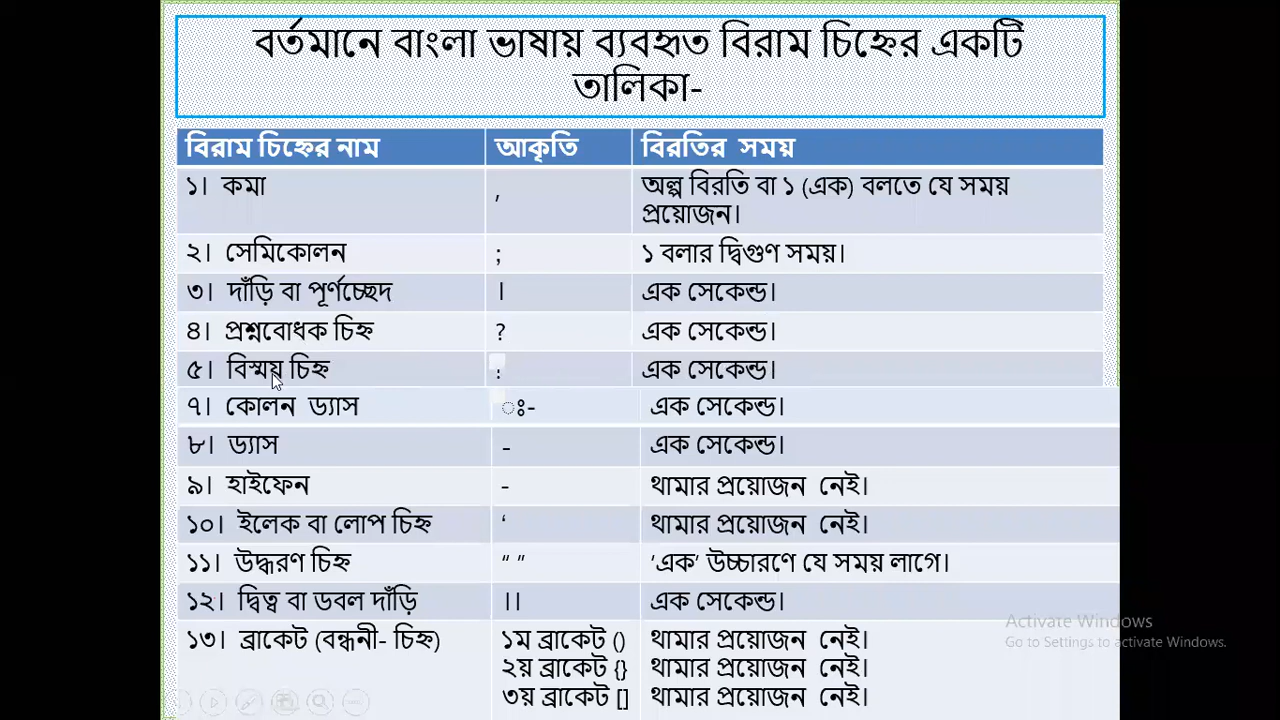 বর্তমানে বাংলা ভাষায় ব্যবহৃত বিরাম চিহ্নের একটি
তালিকা-
বিরাম চিহ্নের নাম আকৃতি বিরতির সময়
১। কমা , অল্প বিরতি বা ১ (এক) বলতে যে সময়
প্রয়োজন।
২। সেমিকোলন ; ১ বলার দ্বিগুণ সময়।
৩। দাঁড়ি বা পূর্ণচ্ছেদ । এক সেকেন্ড।
৪। প্রশ্নবোধক চিহ্ন ? এক সেকেন্ড।
৫। বিস্ময় চিহ্ন এক সেকেন্ড।
৭। কোলন ড্যাস ঃ- এক সেকেন্ড।
৮। ড্যাস - এক সেকেন্ড।
৯। হাইফেন - থামার প্রয়োজন নেই।
১০। ইলেক বা লোপ চিহ্ন ‘ থামার প্রয়োজন নেই।
১১। উদ্ধরণ চিহ্ন “ ” ‘এক’ উচ্চারণে যে সময় লাগে।
১২। দ্বিত্ব বা ডবল দাঁড়ি ।। এক সেকেন্ড।
১৩। ব্রাকেট (বন্ধনী- চিহ্ন) ১ম ব্রাকেট () থামার প্রয়োজন নেই।
২য় ব্রাকেট {} থামার প্রয়োজন নেই।
৩য় ব্রাকেট [] থামার প্রয়োজন নেই।
Activate Windows
Go to Settings to activate Windows.